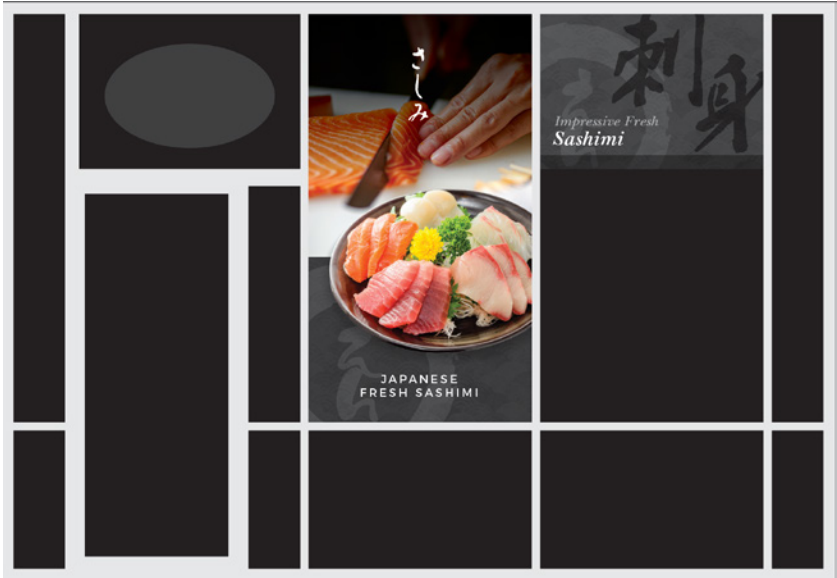 さしみ
JAPANESE
FRESH SASHIMI
刺身
Impressive Fresh
Sashimi